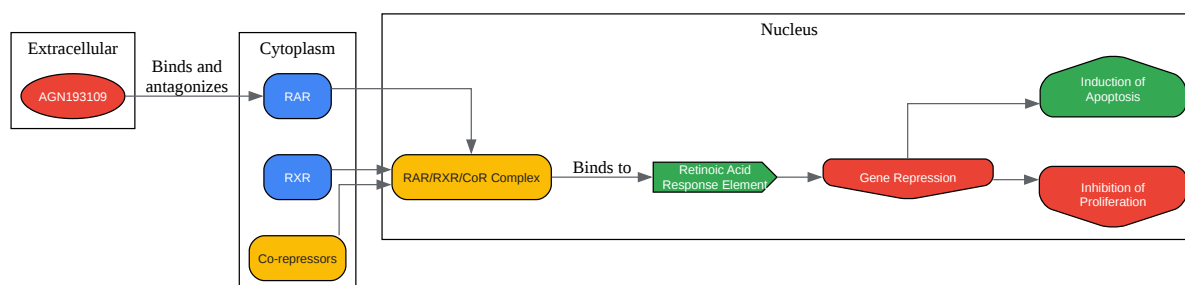 Extracellular
AGN193109
Binds and
antagonizes
Cytoplasm
RAR
RXR
Co-repressors
Nucleus
RAR/RXR/CoR Complex
Binds to
Retinoic Acid
Response Element
Gene Repression
Induction of
Apoptosis
Inhibition of
Proliferation